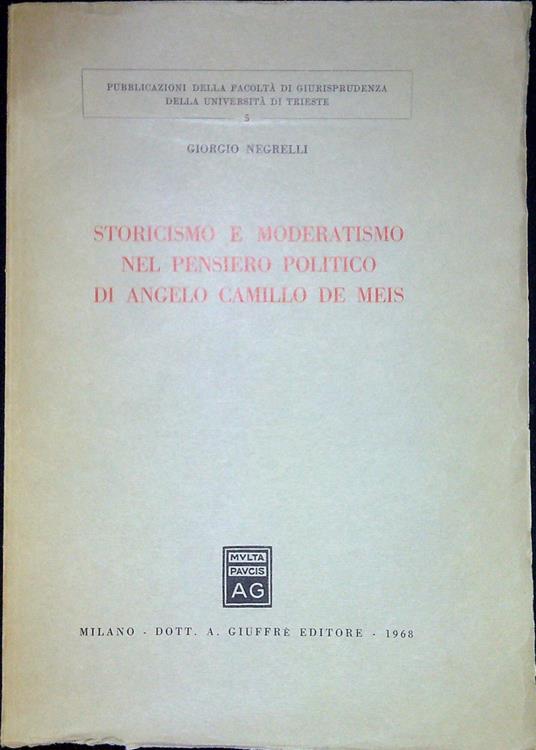 PUBBLICAZIONI DELLA FACOLTÀ DI GIURISPRUDENZA
DELLA UNIVERSITÀ DI TRIESTE
5
GIORGIO NEGRELLI
STORICISMO E MODERATISMO
NEL PENSIERO POLITICO
DI ANGELO CAMILLO DE MEIS
MVLTA
PAVCIS
AG
MILANO - DOTT. A. GIUFFRÈ EDITORE - 1968